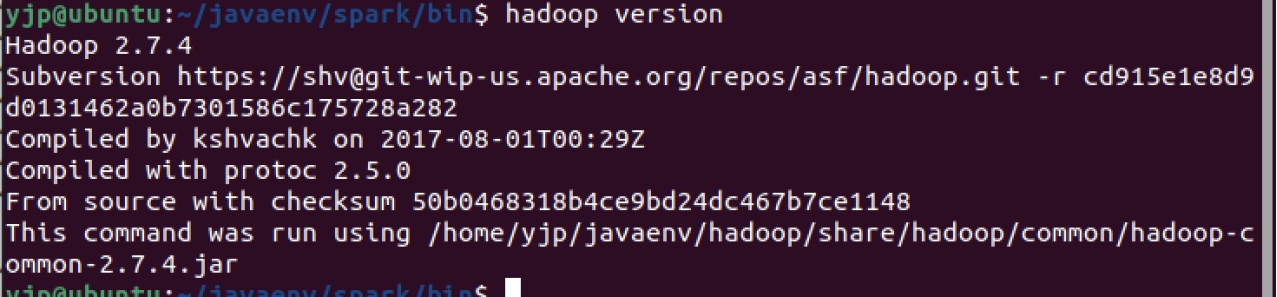 yjp@ubuntu:~/javaenv/spark/bin$ hadoop version
Hadoop 2.7.4
Subversion https://shv@git-wip-us.apache.org/repos/asf/hadoop.git -r cd915e1e8d9
d0131462a0b7301586c175728a282
Compiled by kshvachk on 2017-08-01T00:29Z
Compiled with protoc 2.5.0
From source with checksum 50b0468318b4ce9bd24dc467b7ce1148
This command was run using /home/yjp/javaenv/hadoop/share/hadoop/common/hadoop-c
ommon-2.7.4.jar
yjp@ubuntu:~/javaenv/spark/bin$